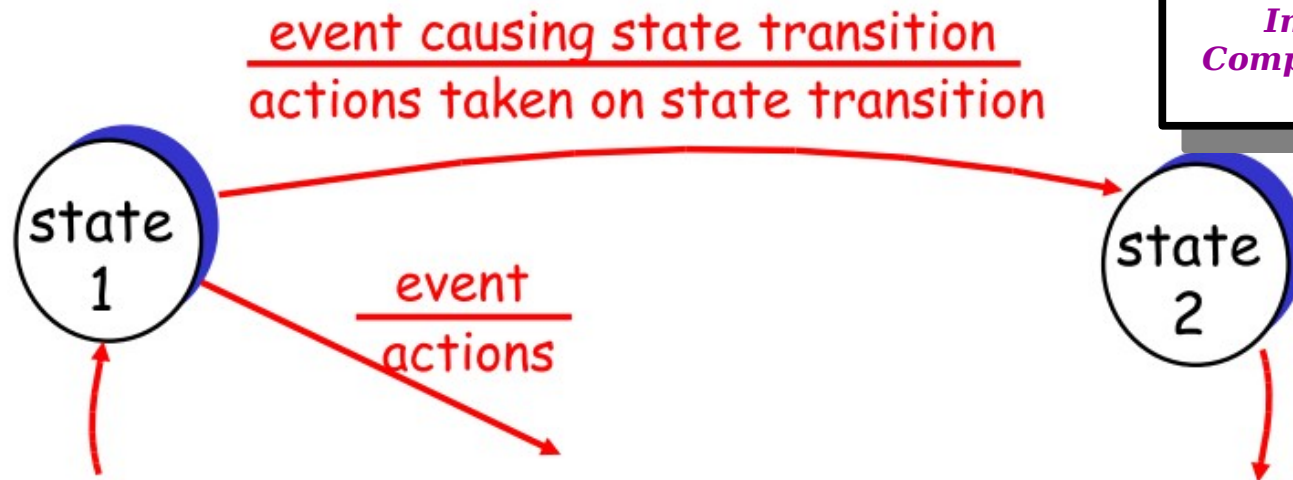 event causing state transition
actions taken on state transition
state
1
event
actions
state
2